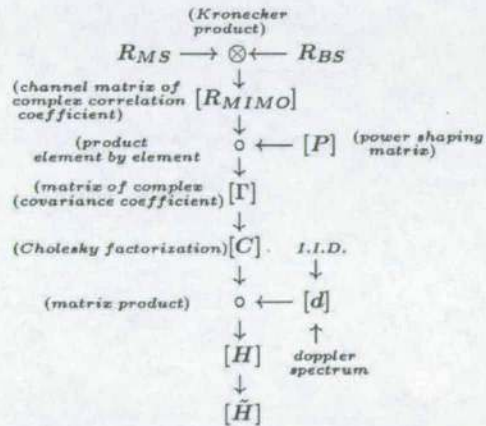 (Kronecker
product)
R_MS → ⊗ ← R_BS
(channel matrix of
complex correlation
coefficient)
[R_MIMO]
(product
element by element
∘ ← [P]
(power shaping
matrix)
(matrix of complex
(covariance coefficient)
[Γ]
(Cholesky factorization)
[C]. I.I.D.
(matrix product)
∘ ← [d]
[H]
doppler
spectrum
[H̃]